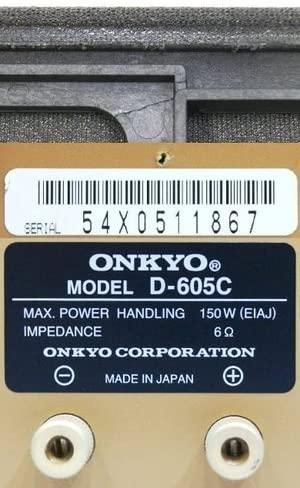 SERIAL 54X0511867
ONKYO®
MODEL D-605C
MAX. POWER HANDLING 150W (EIAJ)
IMPEDANCE 6Ω
ONKYO CORPORATION
⊖ MADE IN JAPAN ⊕